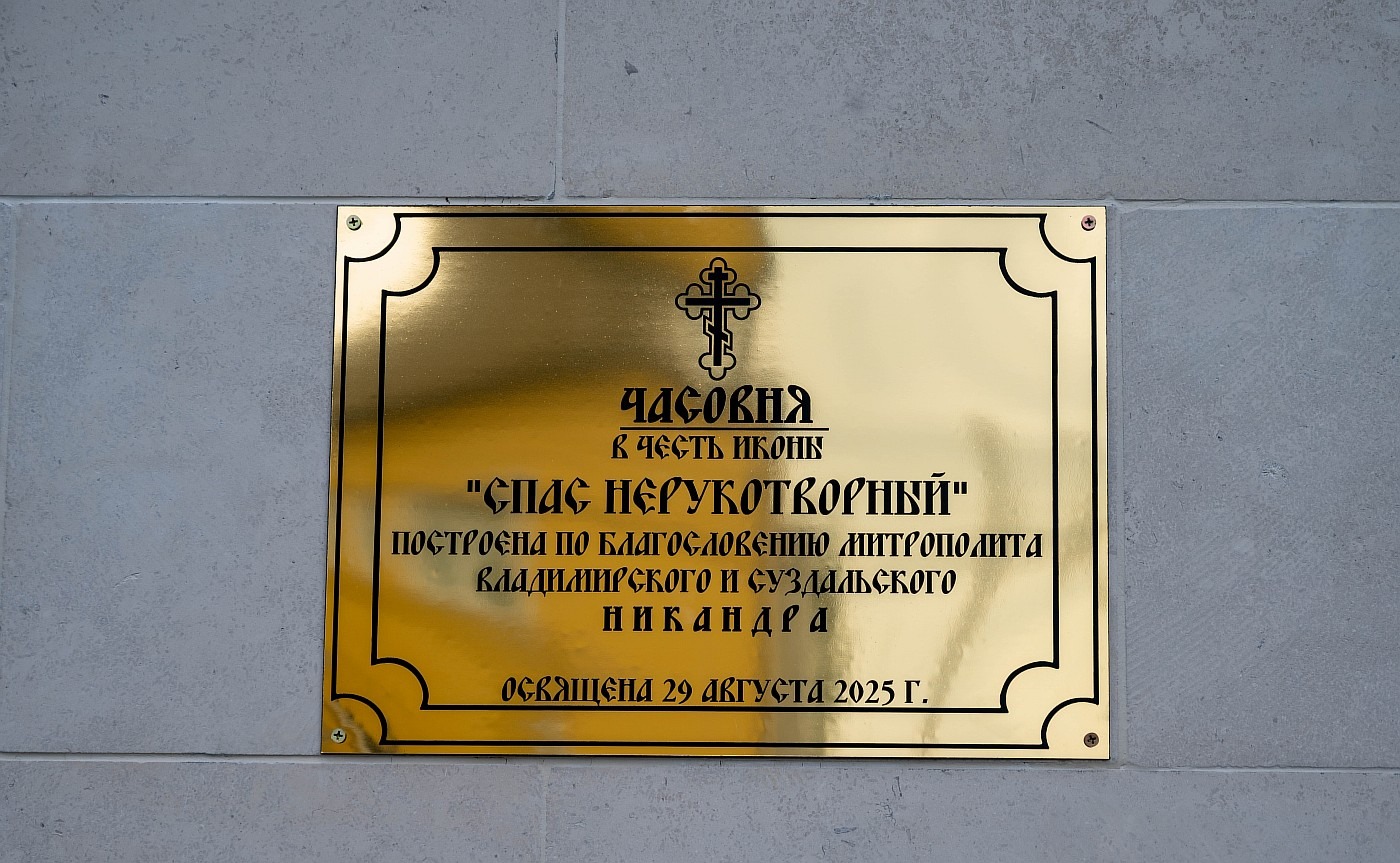 ЧАСОВНЯ
В ЧЕСТЬ ИКОНЫ
"СПАС НЕРУКОТВОРНЫЙ"
ПОСТРОЕНА ПО БЛАГОСЛОВЕНИЮ МИТРОПОЛИТА
ВЛАДИМИРСКОГО И СУЗДАЛЬСКОГО
НИКАНДРА
ОСВЯЩЕНА 29 АВГУСТА 2025 Г.